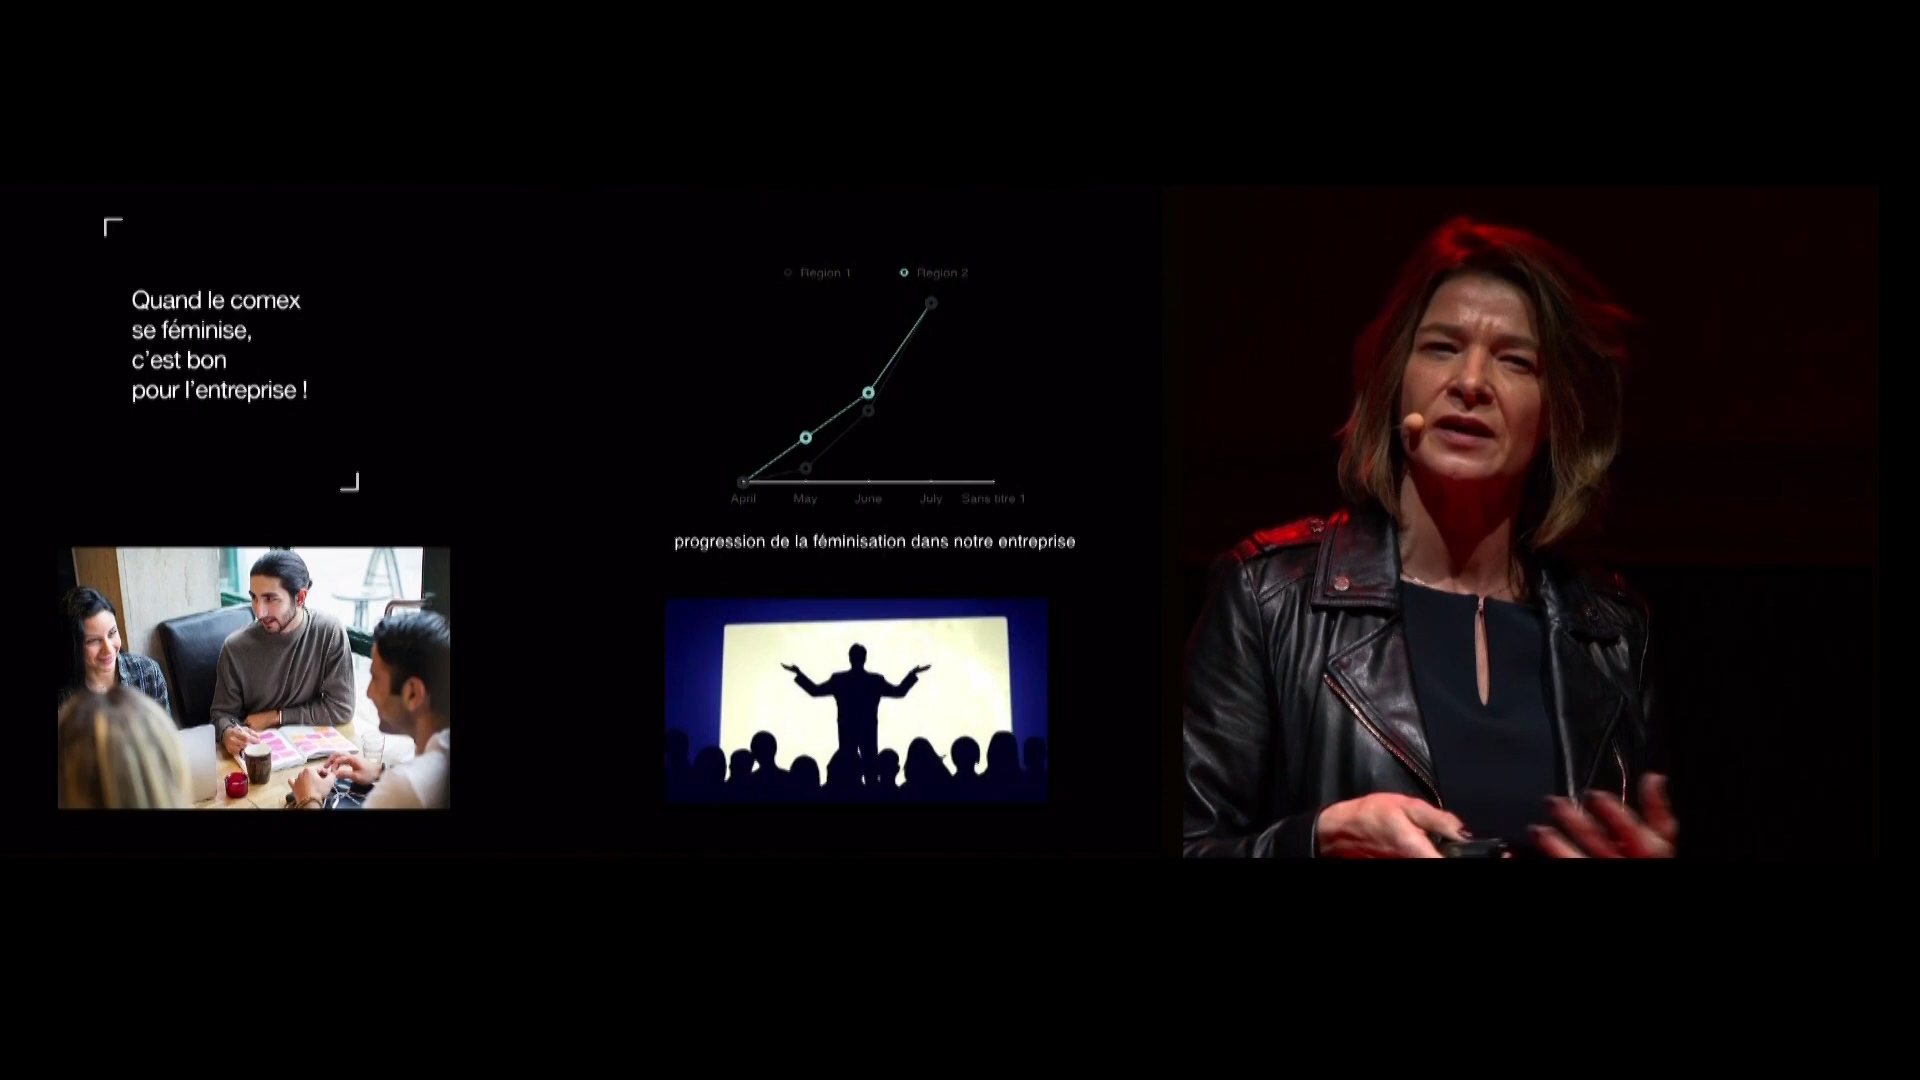 Quand le comex
se féminise,
c'est bon
pour l'entreprise !
Region 1
Region 2
April
May
June
July
Sans titre 1
progression de la féminisation dans notre entreprise